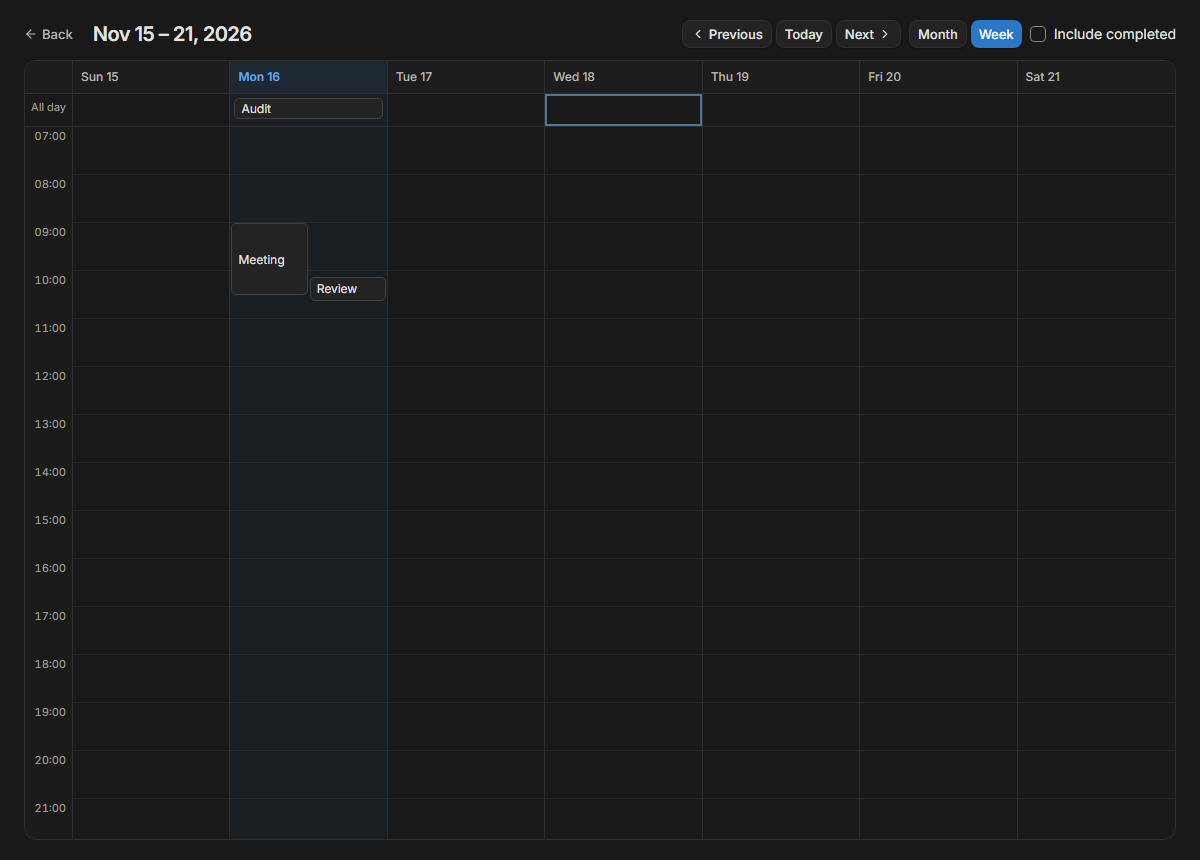 Back
Nov 15 – 21, 2026
Previous
Today
Next
Month
Week
Include completed
Sun 15
Mon 16
Tue 17
Wed 18
Thu 19
Fri 20
Sat 21
All day
Audit
07:00
08:00
09:00
Meeting
10:00
Review
11:00
12:00
13:00
14:00
15:00
16:00
17:00
18:00
19:00
20:00
21:00